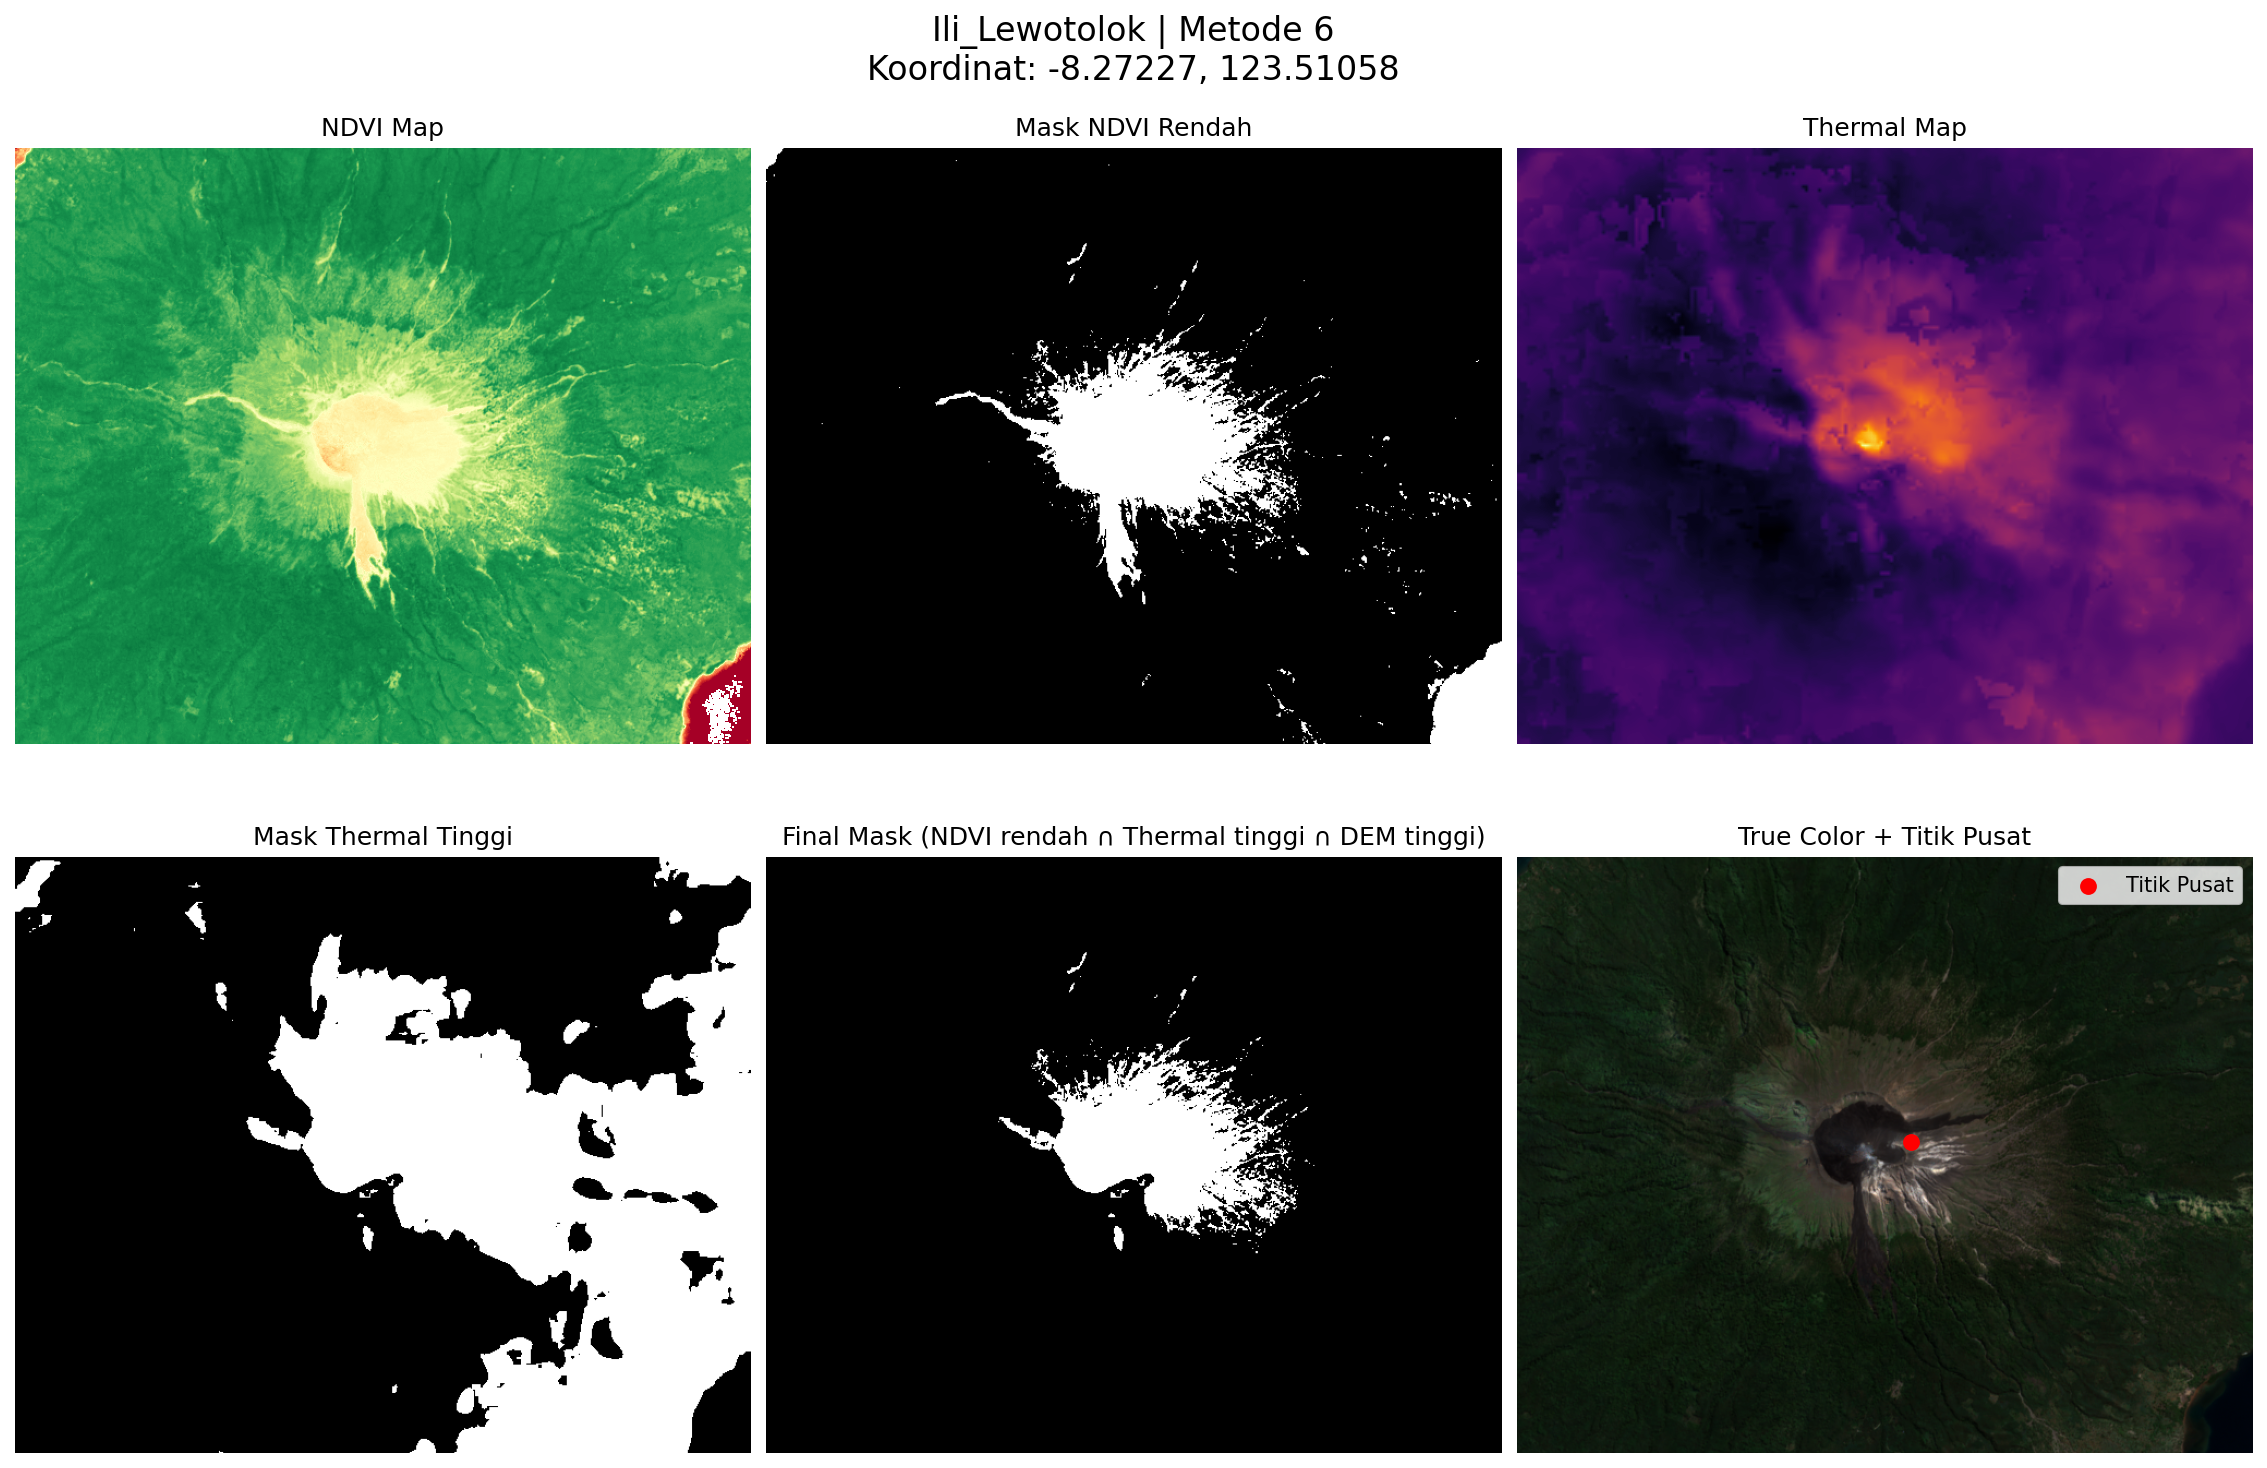 Ili_Lewotolok | Metode 6
Koordinat: -8.27227, 123.51058
NDVI Map
Mask NDVI Rendah
Thermal Map
Mask Thermal Tinggi
Final Mask (NDVI rendah ∩ Thermal tinggi ∩ DEM tinggi)
True Color + Titik Pusat
Titik Pusat